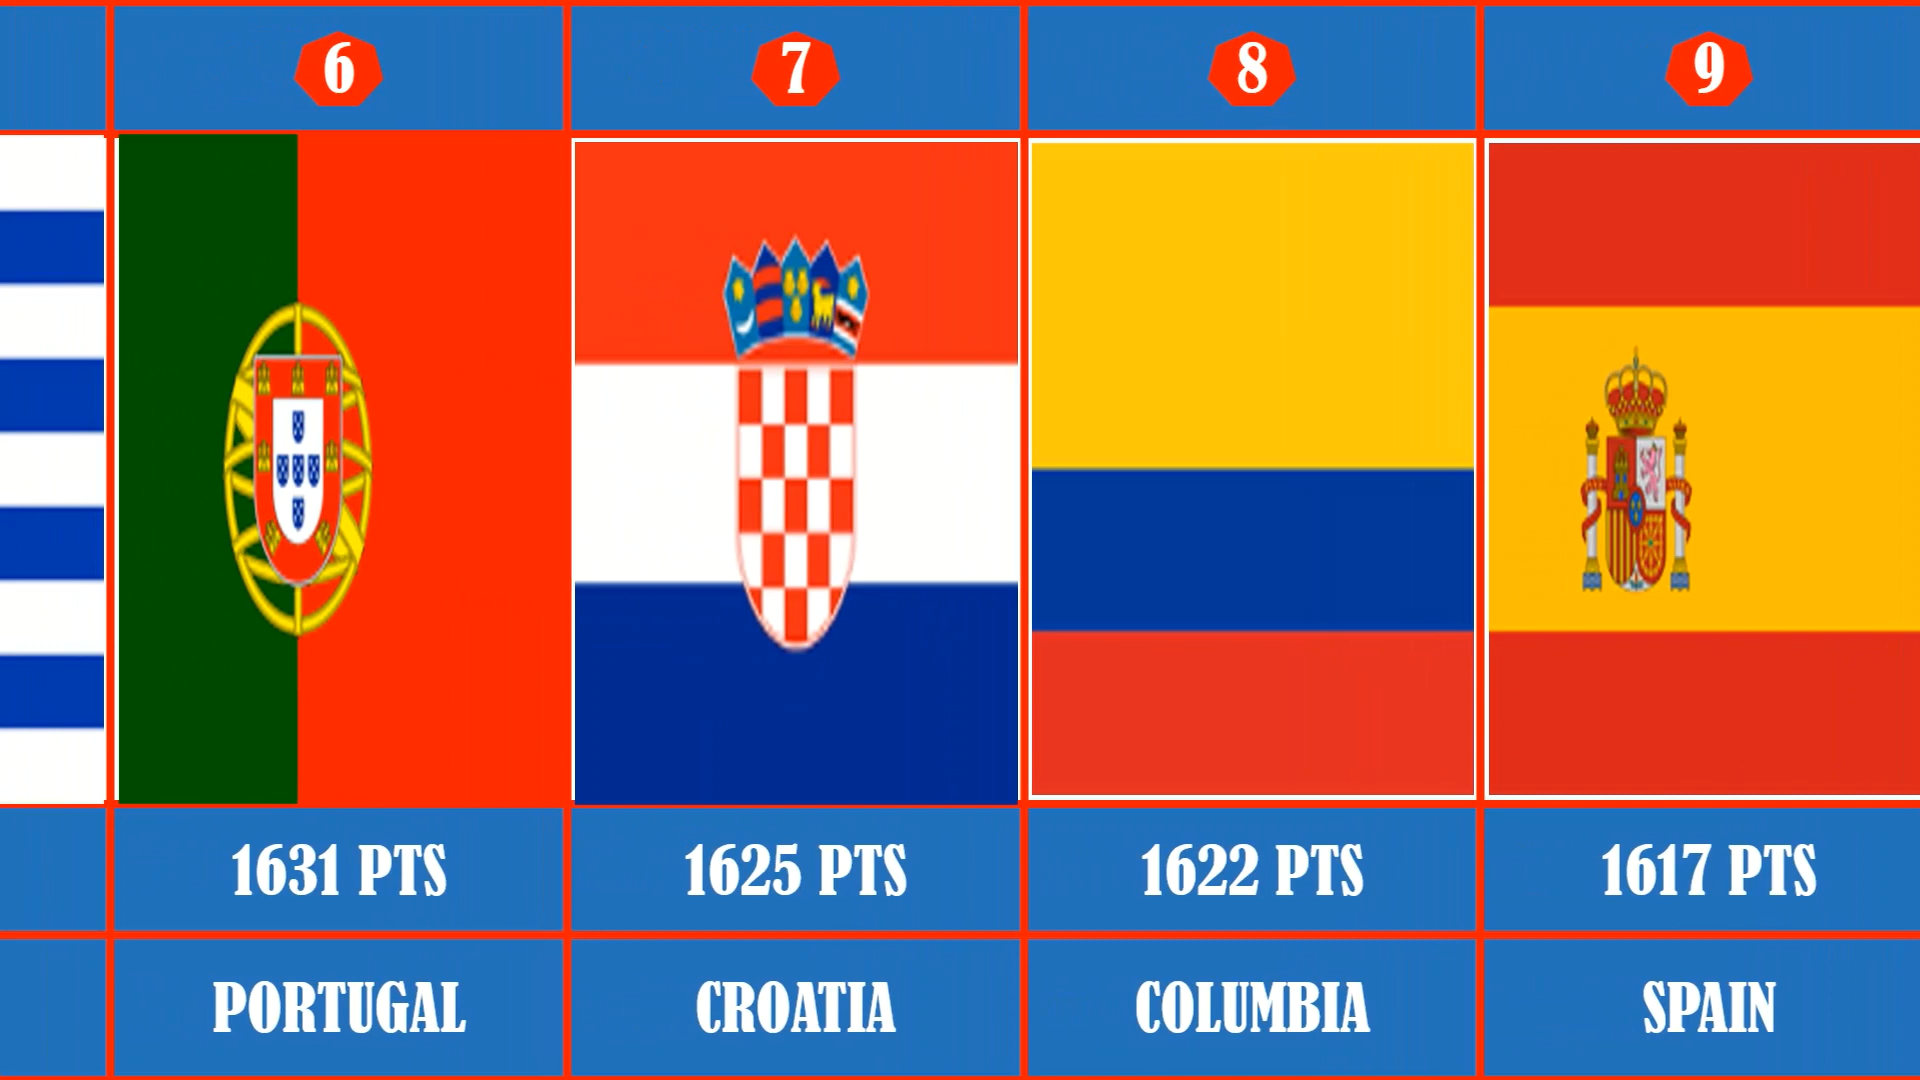 6
7
8
9
1631 PTS
1625 PTS
1622 PTS
1617 PTS
PORTUGAL
CROATIA
COLUMBIA
SPAIN